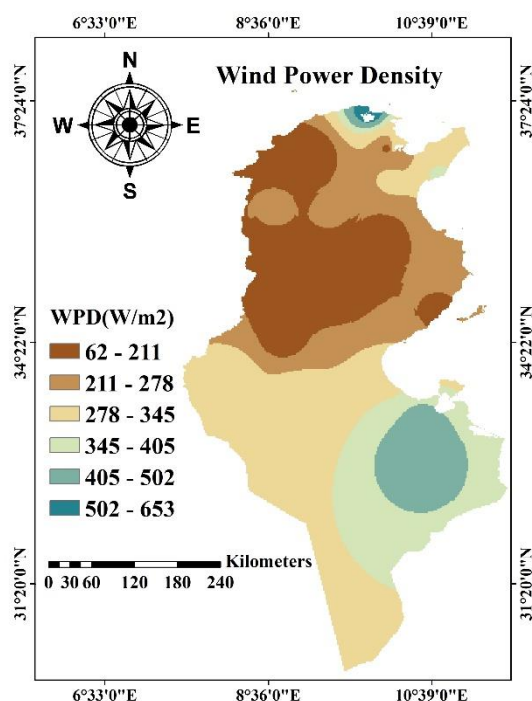 6°33'0"E 8°36'0"E 10°39'0"E
N
W E
S
Wind Power Density
37°24'0"N 37°24'0"N
34°22'0"N 34°22'0"N
31°20'0"N 31°20'0"N
WPD(W/m2)
62 - 211
211 - 278
278 - 345
345 - 405
405 - 502
502 - 653
Kilometers
0 30 60 120 180 240
6°33'0"E 8°36'0"E 10°39'0"E